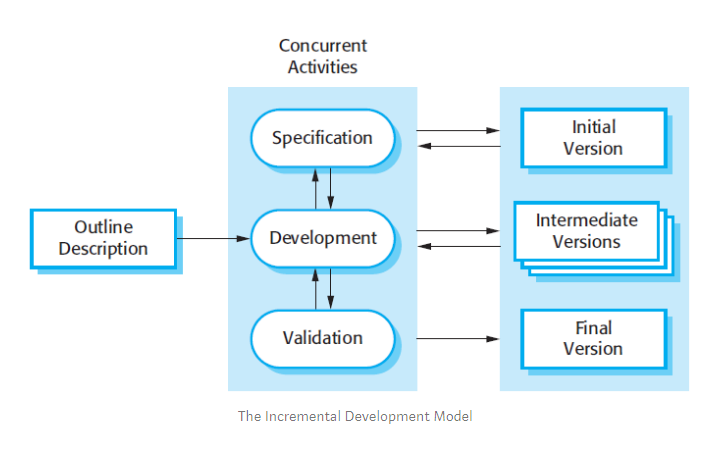 Concurrent
Activities
Specification
Initial
Version
Outline
Description
Development
Intermediate
Versions
Validation
Final
Version
The Incremental Development Model